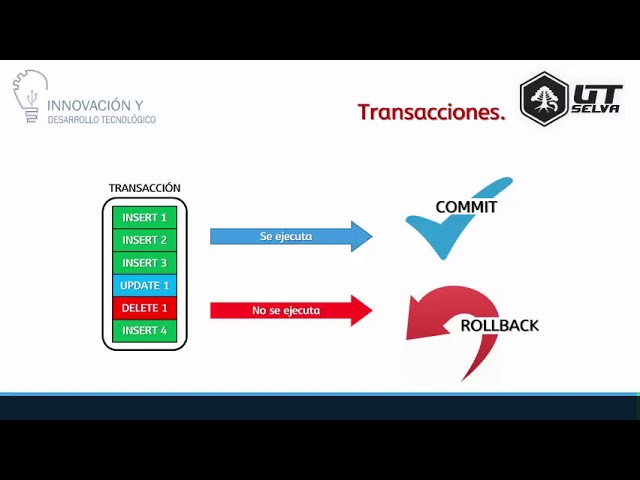 INNOVACIÓN Y
DESARROLLO TECNOLÓGICO
Transacciones.
UT
SELVA
TRANSACCIÓN
INSERT 1
INSERT 2
INSERT 3
UPDATE 1
DELETE 1
INSERT 4
Se ejecuta
No se ejecuta
COMMIT
ROLLBACK